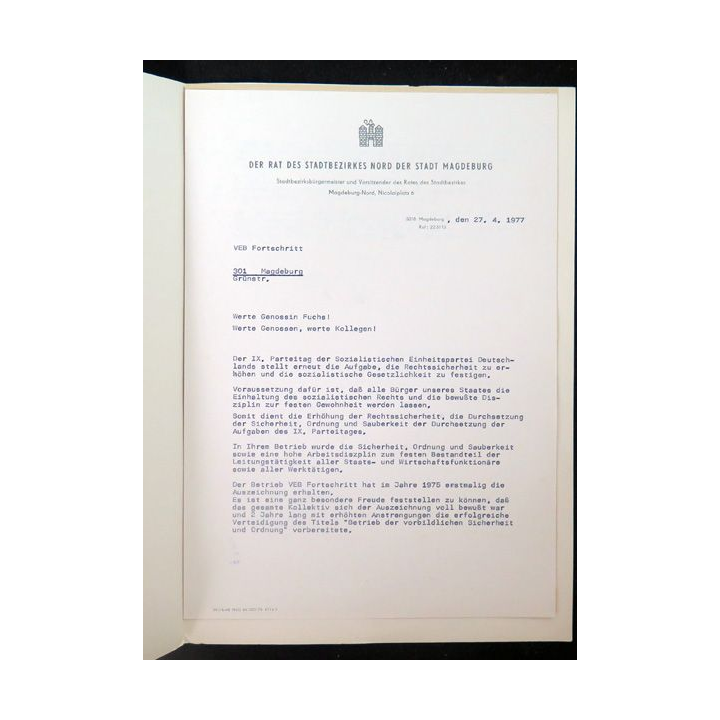 DER RAT DES STADTBEZIRKES NORD DER STADT MAGDEBURG
Stadtbezirksbürgermeister und Vorsitzender des Rates des Stadtbezirkes
Magdeburg-Nord, Nicolaiplatz 6
Magdeburg, den 27. 4. 1977
Ruf:
VEB Fortschritt
301 Magdeburg
Grünstr.
Werte Genossin Fuchs!
Werte Genossen, werte Kollegen!
Der IX. Parteitag der Sozialistischen Einheitspartei Deutsch-
lands stellt erneut die Aufgabe, die Rechtssicherheit zu er-
höhen und die sozialistische Gesetzlichkeit zu festigen.
Voraussetzung dafür ist, daß alle Bürger unseres Staates die
Einhaltung des sozialistischen Rechts und die bewußte Dis-
ziplin zur festen Gewohnheit werden lassen.
Somit dient die Erhöhung der Rechtssicherheit, die Durchsetzung
der Sicherheit, Ordnung und Sauberkeit der Durchsetzung der
Aufgaben des IX. Parteitages.
In Ihrem Betrieb wurde die Sicherheit, Ordnung und Sauberkeit
sowie eine hohe Arbeitsdisziplin zum festen Bestandteil der
Leitungstätigkeit aller Staats- und Wirtschaftsfunktionäre
sowie aller Werktätigen.
Der Betrieb VEB Fortschritt hat im Jahre 1975 erstmalig die
Auszeichnung erhalten.
Es ist eine ganz besondere Freude feststellen zu können, daß
das gesamte Kollektiv sich der Auszeichnung voll bewußt war
und 2 Jahre lang mit erhöhten Anstrengungen die erfolgreiche
Verteidigung des Titels "Betrieb der vorbildlichen Sicherheit
und Ordnung" vorbereitete.